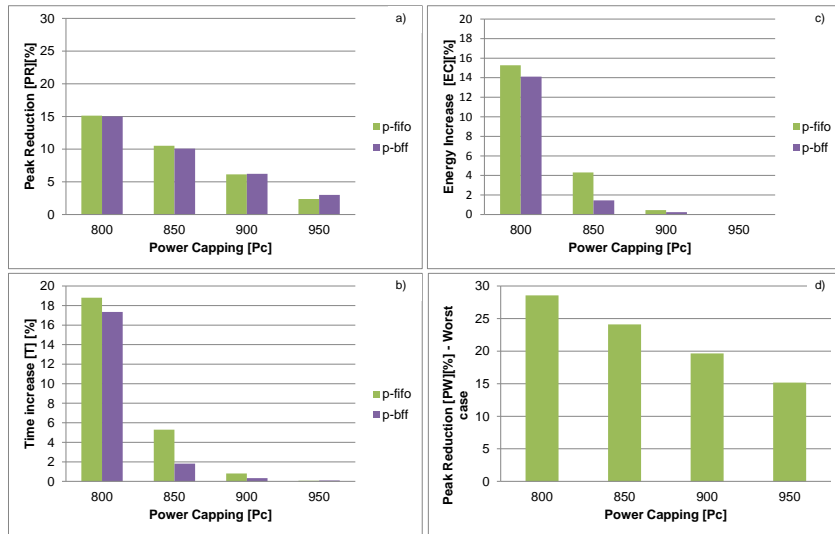 a)
30
25
20
15
10
5
0
Peak Reduction [PR][%]
800 850 900 950
Power Capping [Pc]
p-fifo
p-bff
c)
20
18
16
14
12
10
8
6
4
2
0
Energy Increase [EC][%]
800 850 900 950
Power Capping [Pc]
p-fifo
p-bff
b)
20
18
16
14
12
10
8
6
4
2
0
Time increase [T] [%]
800 850 900 950
Power Capping [Pc]
p-fifo
p-bff
d)
30
25
20
15
10
5
0
Peak Reduction [PW][%] - Worst
case
800 850 900 950
Power Capping [Pc]